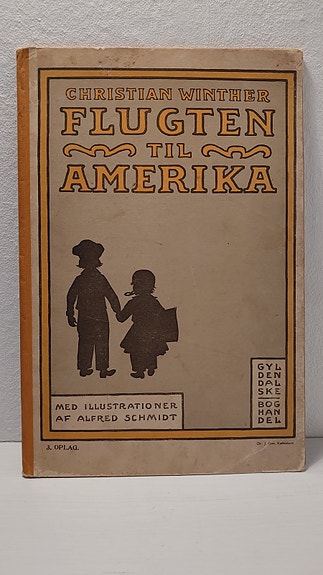 CHRISTIAN WINTHER
FLUGTEN
TIL
AMERIKA
MED ILLUSTRATIONER
AF ALFRED SCHMIDT
GYL
DEN
DAL
SKE
BOG
HAN
DEL
3. OPLAG.